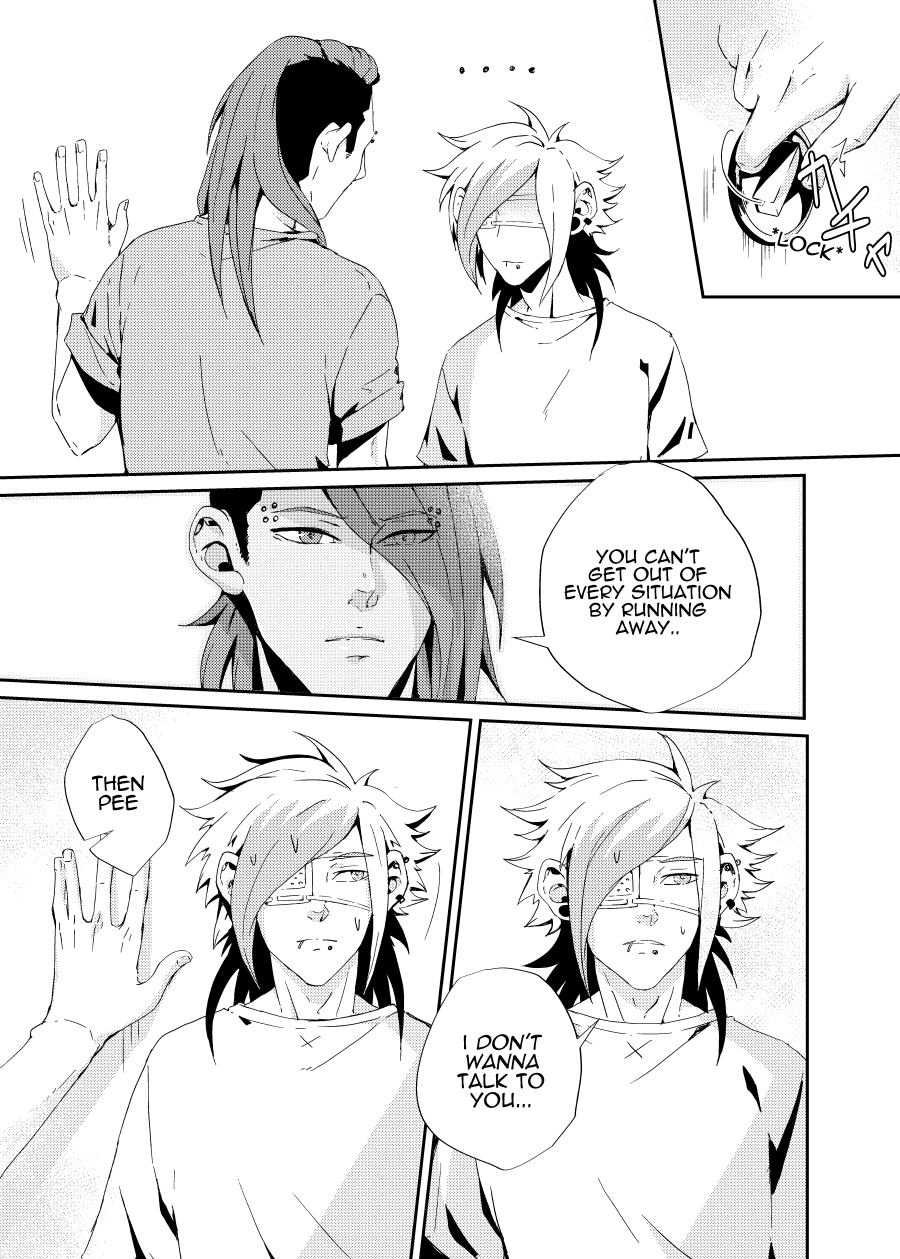 ガチャ
*LOCK*
YOU CAN'T
GET OUT OF
EVERY SITUATION
BY RUNNING
AWAY..
I DON'T
WANNA
TALK TO
YOU...
THEN
PEE